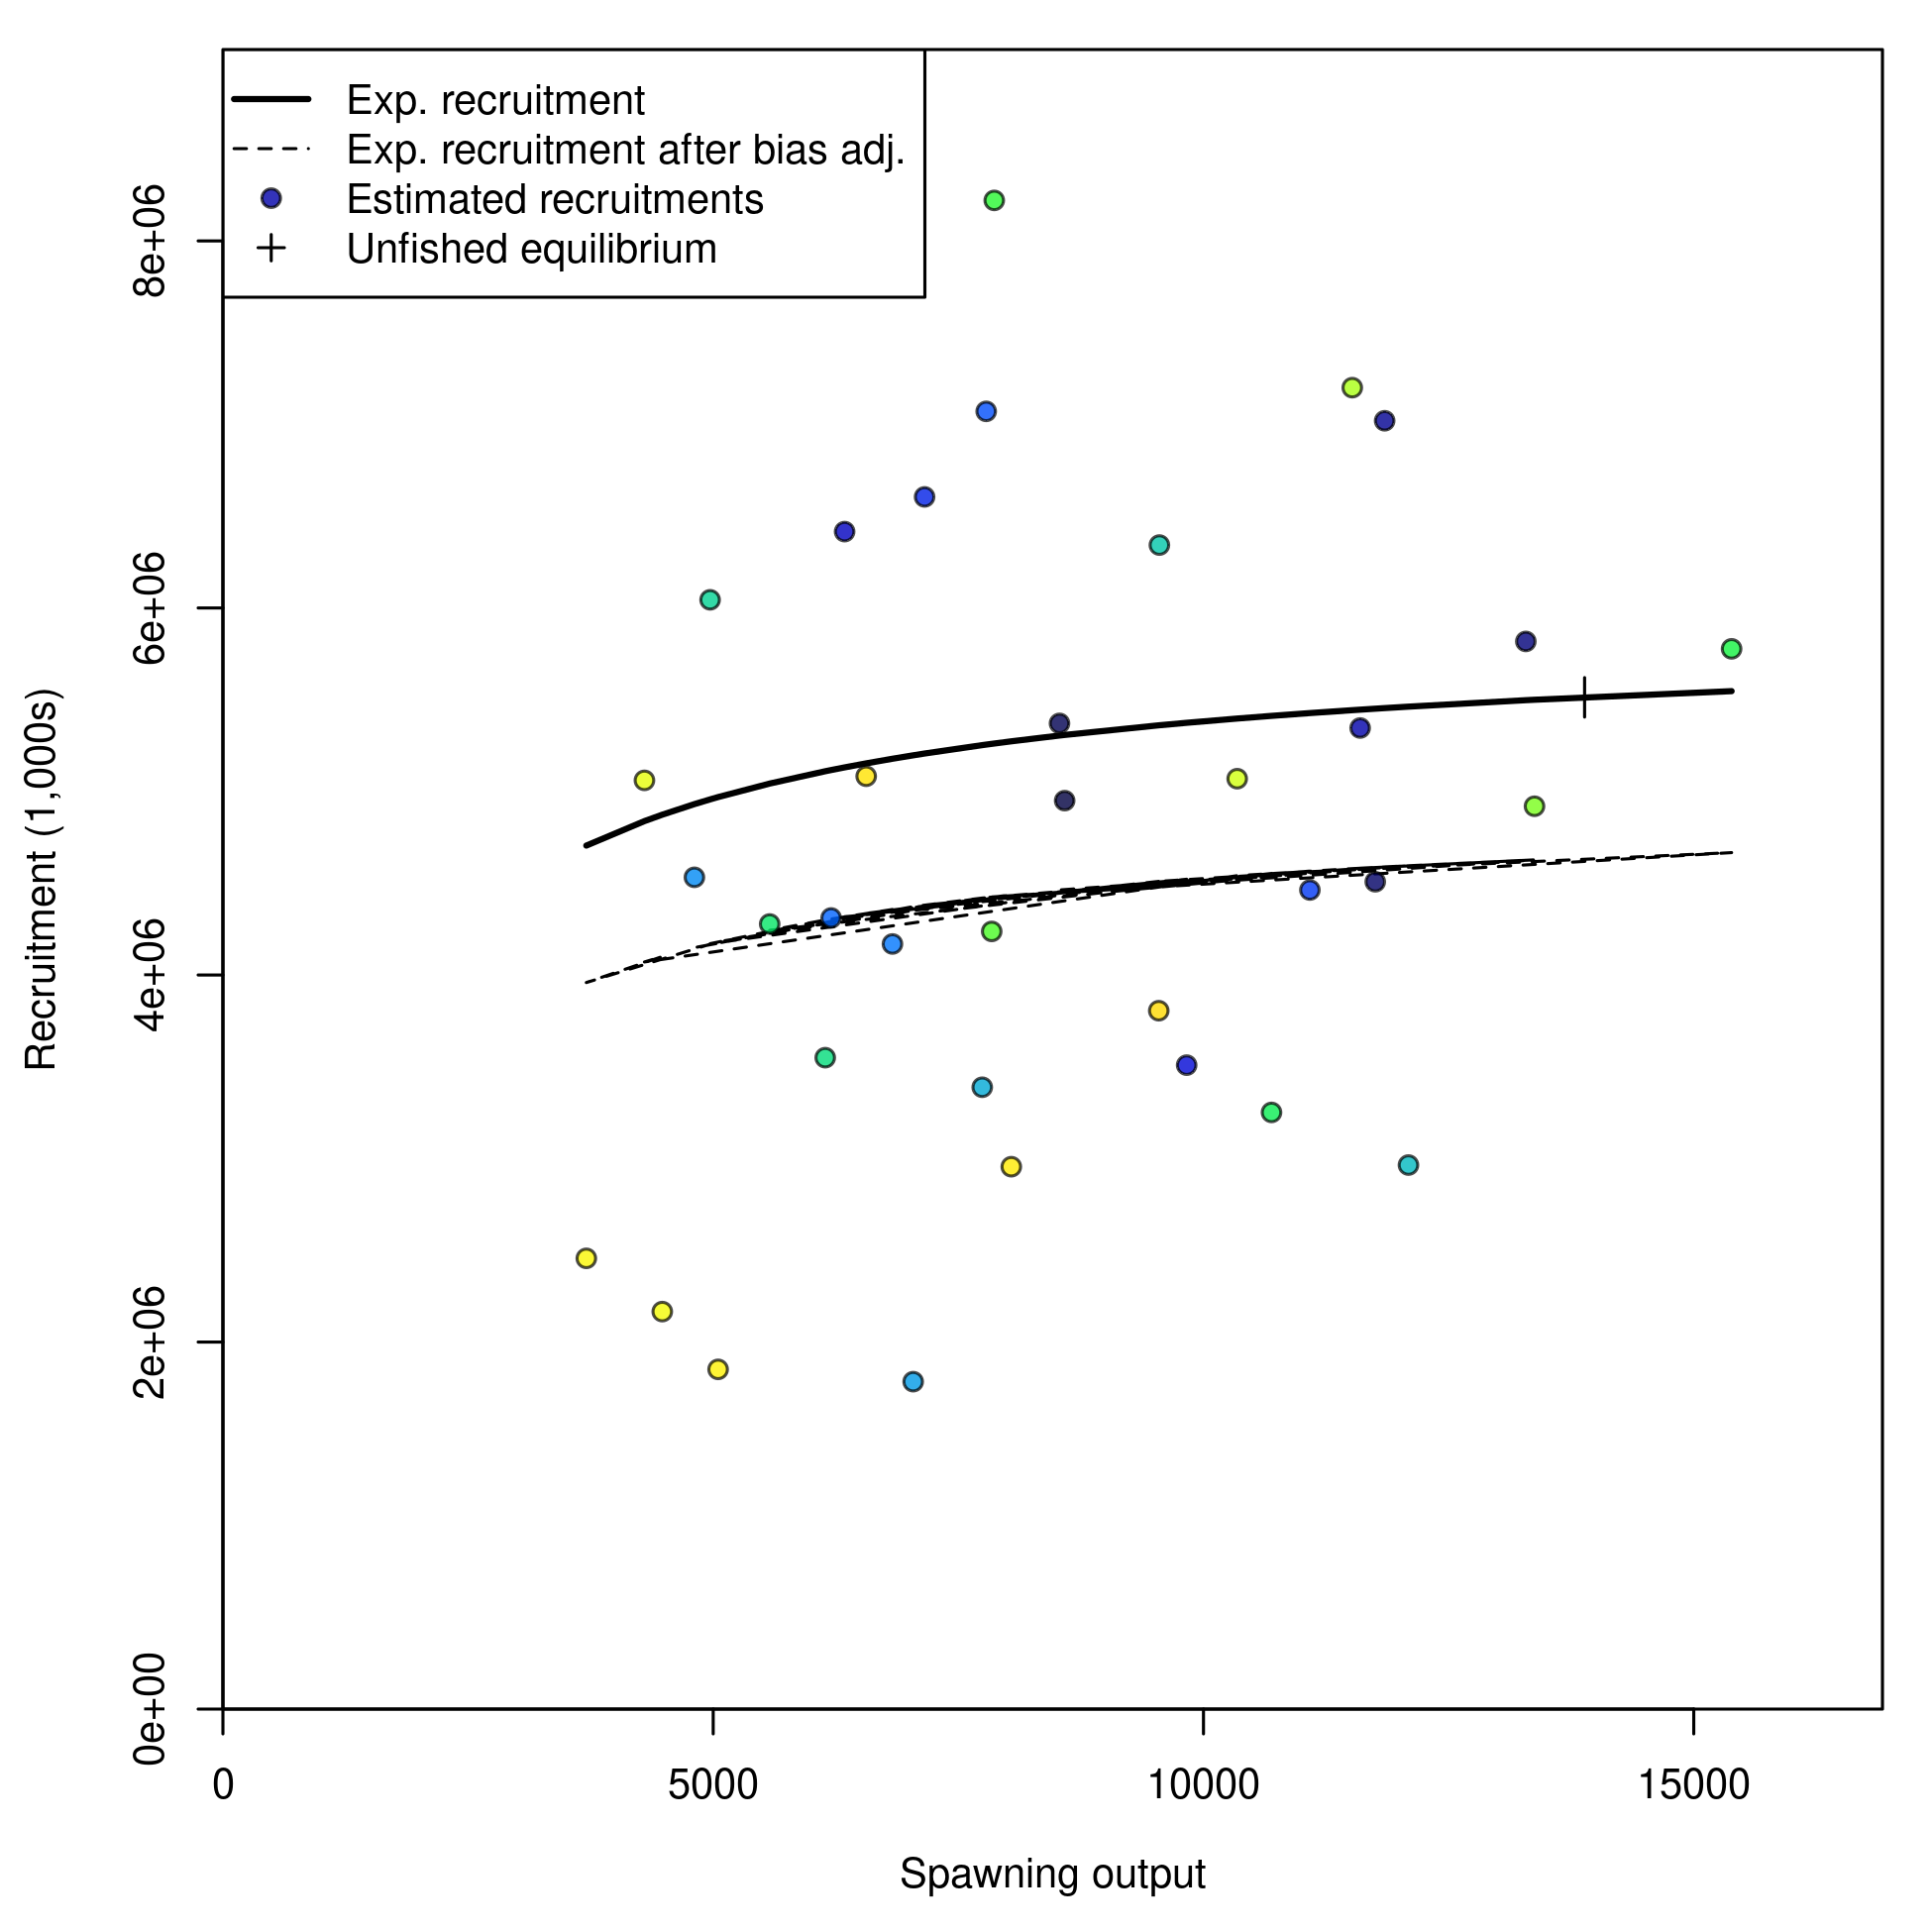 Exp. recruitment
Exp. recruitment after bias adj.
Estimated recruitments
Unfished equilibrium
8e+06
6e+06
4e+06
2e+06
0e+00
Recruitment (1,000s)
0 5000 10000 15000
Spawning output